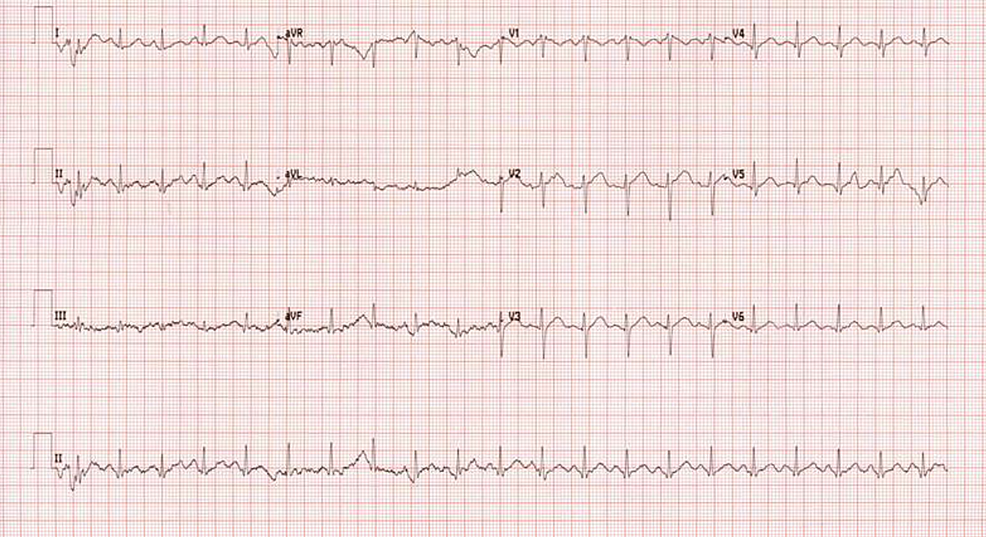 I aVR V1 V4
II aVL V2 V5
III aVF V3 V6
II